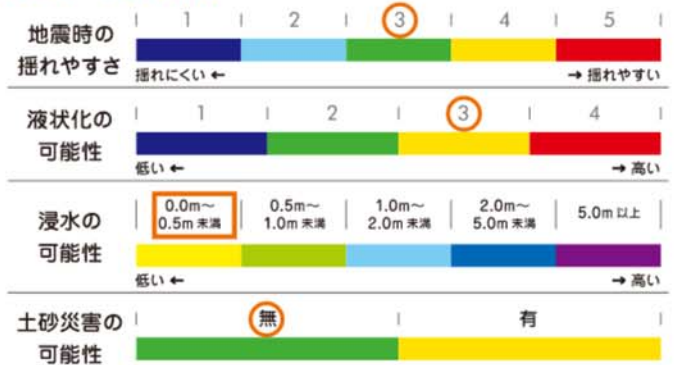 地震時の
揺れやすさ
1 2 3 4 5
揺れにくい ← → 揺れやすい
液状化の
可能性
1 2 3 4
低い ← → 高い
浸水の
可能性
0.0m〜 0.5m〜 1.0m〜 2.0m〜 5.0m 以上
0.5m 未満 1.0m 未満 2.0m 未満 5.0m 未満
低い ← → 高い
土砂災害の
可能性
無 有